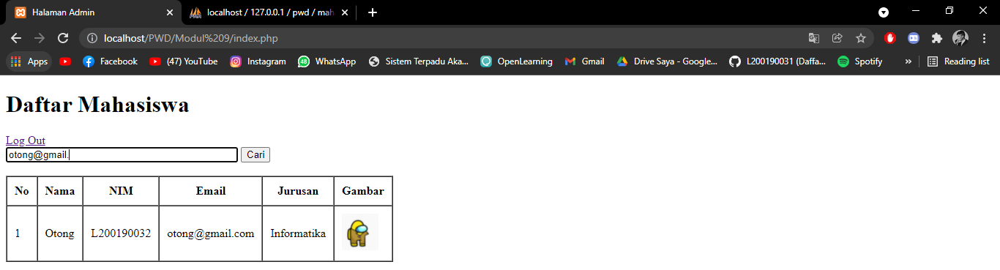 Halaman Admin
localhost / 127.0.0.1 / pwd / mah
localhost/PWD/Modul%209/index.php
Apps
Facebook
(47) YouTube
Instagram
48
WhatsApp
Sistem Terpadu Aka...
OpenLearning
Gmail
Drive Saya - Google...
L200190031 (Daffa...
Spotify
»
Reading list
Daftar Mahasiswa
Log Out
otong@gmail.
Cari
No Nama NIM Email Jurusan Gambar
1 Otong L200190032 otong@gmail.com Informatika